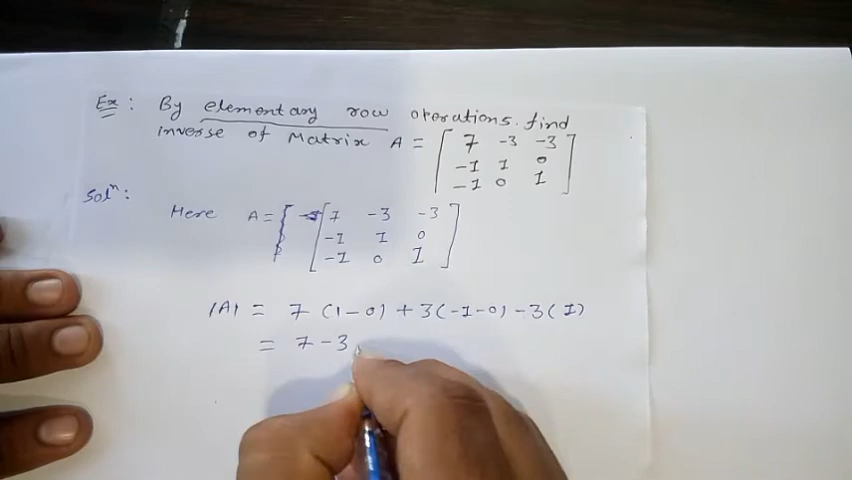 Ex : By elementary row operations. find
inverse of Matrix A = [ 7 -3 -3
-1 1 0
-1 0 1 ]
Solⁿ :
Here A = [ 7 -3 -3
-1 1 0
-1 0 1 ]
|A| = 7 (1-0) + 3(-1-0) - 3(1)
= 7 - 3